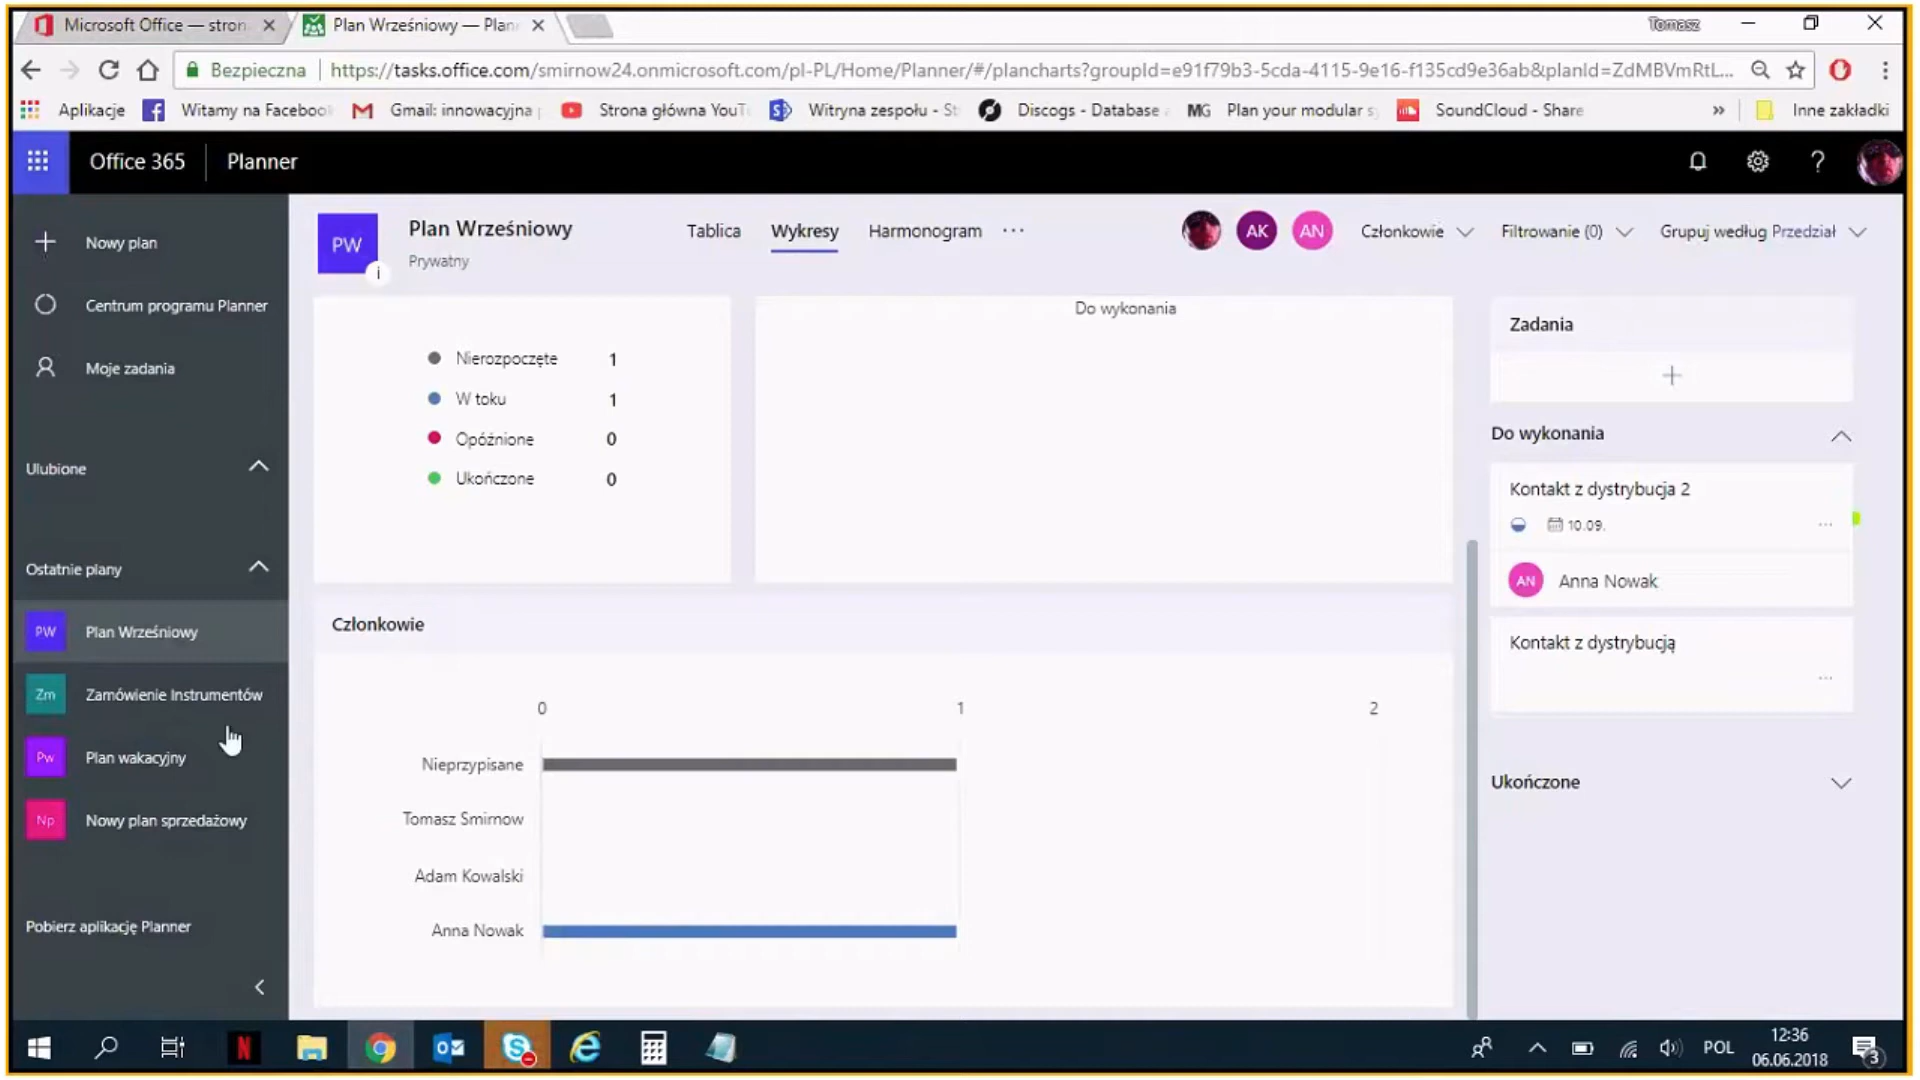 Microsoft Office — stron
Plan Wrześniowy — Plan
Tomasz
Bezpieczna
https://tasks.office.com/smirnow24.onmicrosoft.com/pl-PL/Home/Planner/#/plancharts?groupId=e91f79b3-5cda-4115-9e16-f135cd9e36ab&planId=ZdMBVmRtL...
Aplikacje
Witamy na Facebook
Gmail: innowacyjna
Strona główna YouT
Witryna zespołu - St
Discogs - Database
MG
Plan your modular sy
SoundCloud - Share
»
Inne zakładki
Office 365
Planner
Nowy plan
Centrum programu Planner
Moje zadania
Ulubione
Ostatnie plany
PW
Plan Wrześniowy
Zm
Zamówienie Instrumentów
Pw
Plan wakacyjny
Np
Nowy plan sprzedażowy
Pobierz aplikację Planner
PW
i
Plan Wrześniowy
Prywatny
Tablica
Wykresy
Harmonogram
...
AK
AN
Członkowie
Filtrowanie (0)
Grupuj według Przedział
Nierozpoczęte 1
W toku 1
Opóźnione 0
Ukończone 0
Do wykonania
Członkowie
0 1 2
Nieprzypisane
Tomasz Smirnow
Adam Kowalski
Anna Nowak
Zadania
+
Do wykonania
Kontakt z dystrybucja 2
10.09.
...
AN
Anna Nowak
Kontakt z dystrybucją
...
Ukończone
POL
12:36
06.06.2018
3